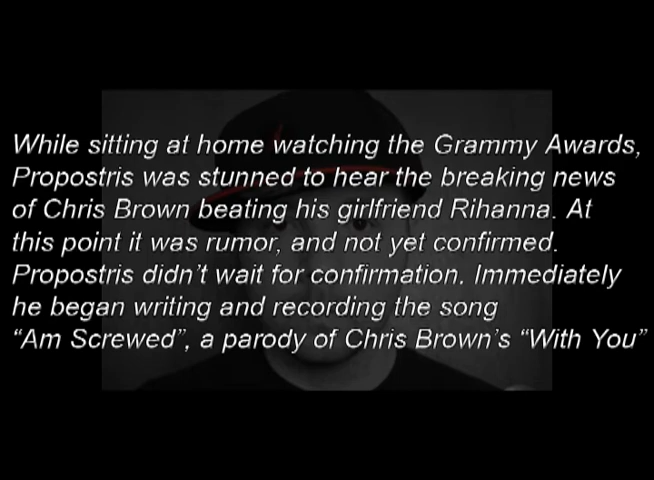 While sitting at home watching the Grammy Awards,
Propostris was stunned to hear the breaking news
of Chris Brown beating his girlfriend Rihanna. At
this point it was rumor, and not yet confirmed.
Propostris didn't wait for confirmation. Immediately
he began writing and recording the song
“Am Screwed”, a parody of Chris Brown's “With You”